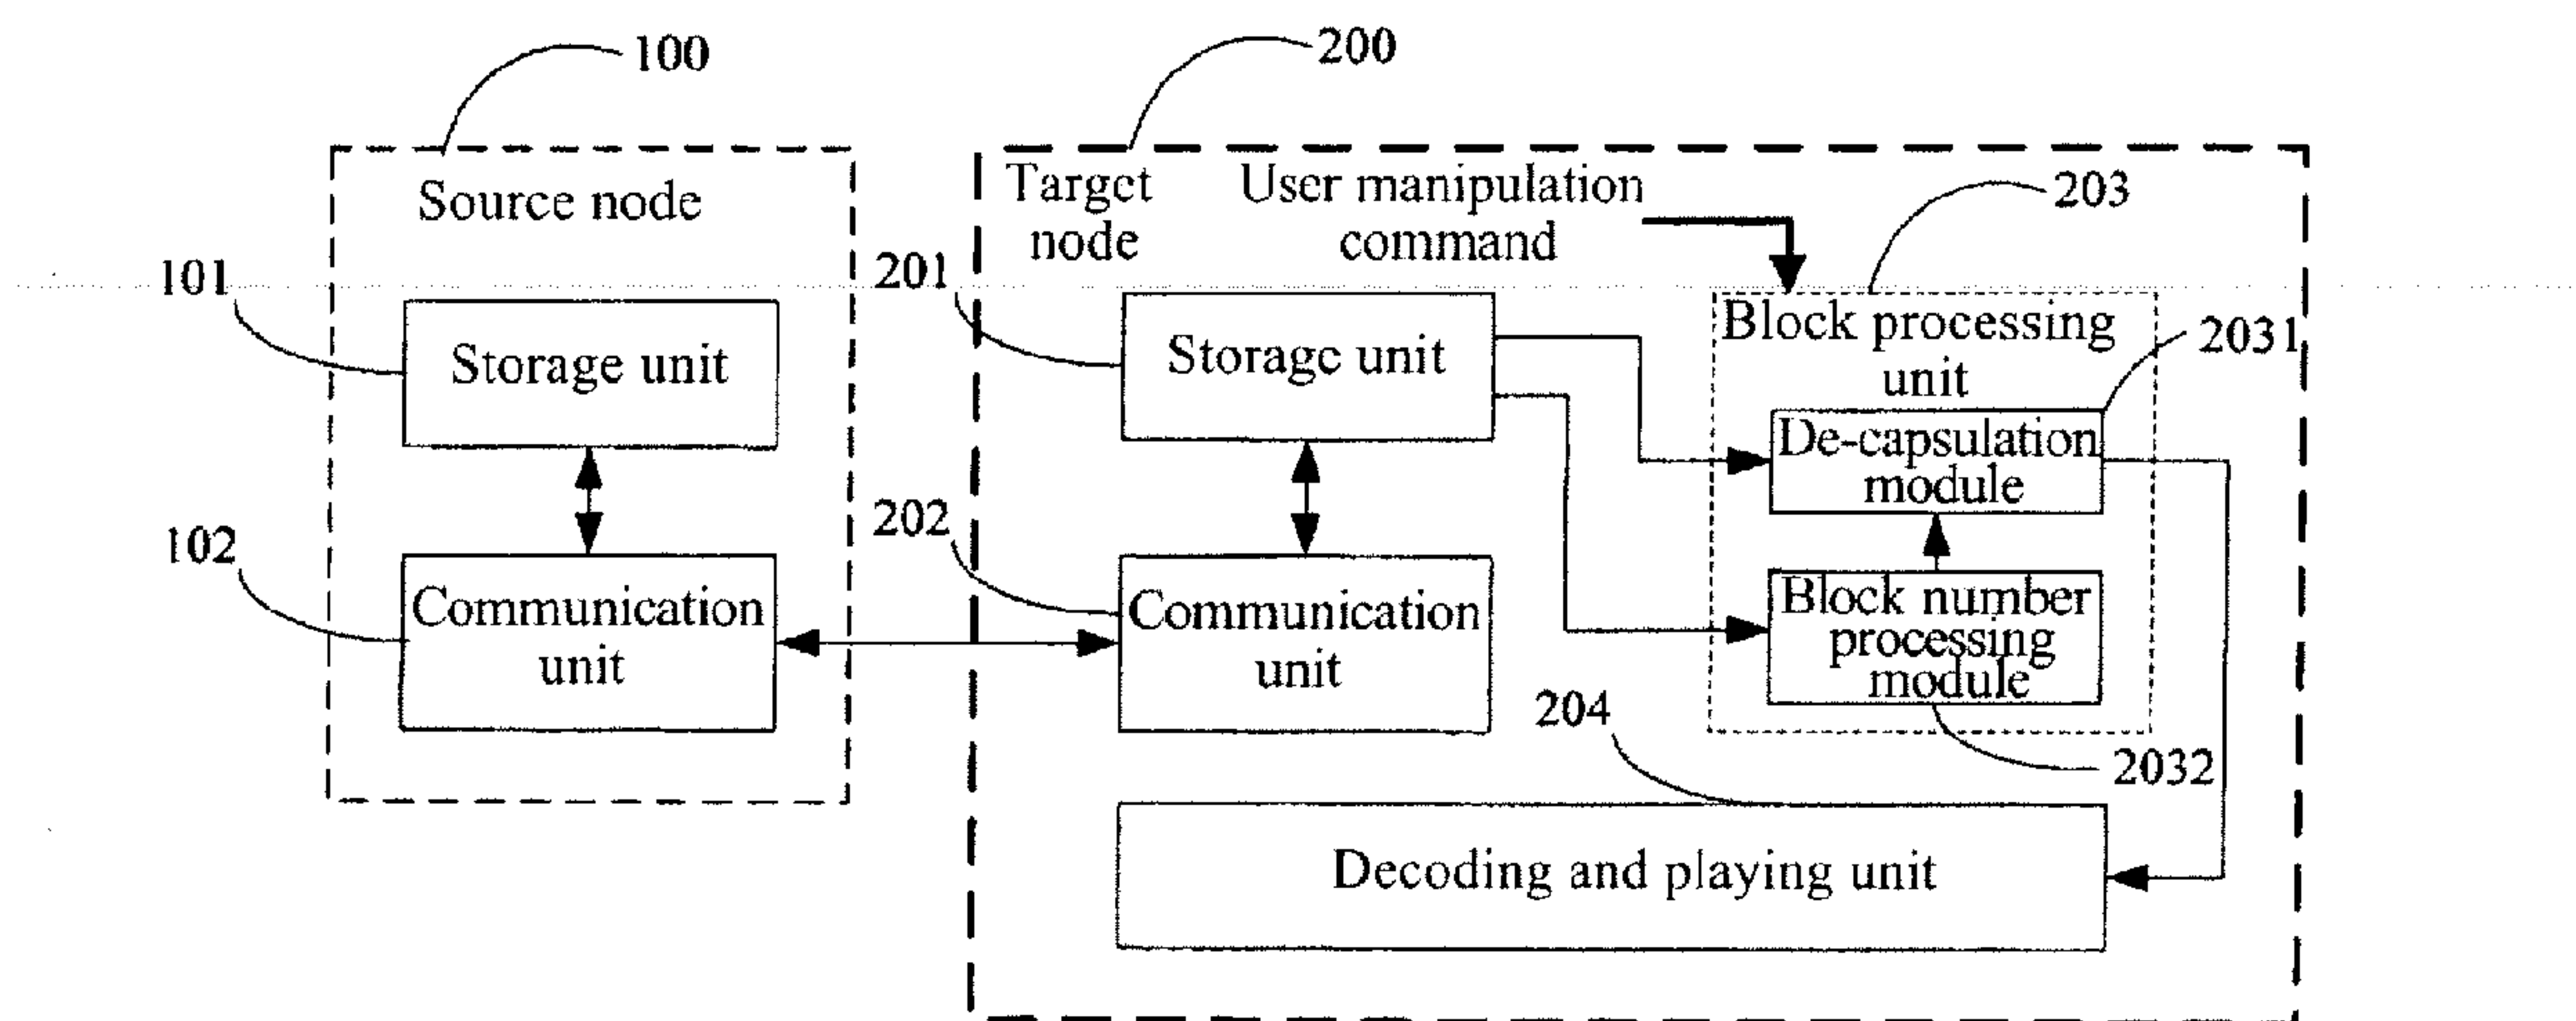 100
200
Source node
Target
node
User manipulation
command
203
101
201
Storage unit
Storage unit
Block processing
unit
2031
De-capsulation
module
102
202
Communication
unit
Communication
unit
Block number
processing
module
204
2032
Decoding and playing unit